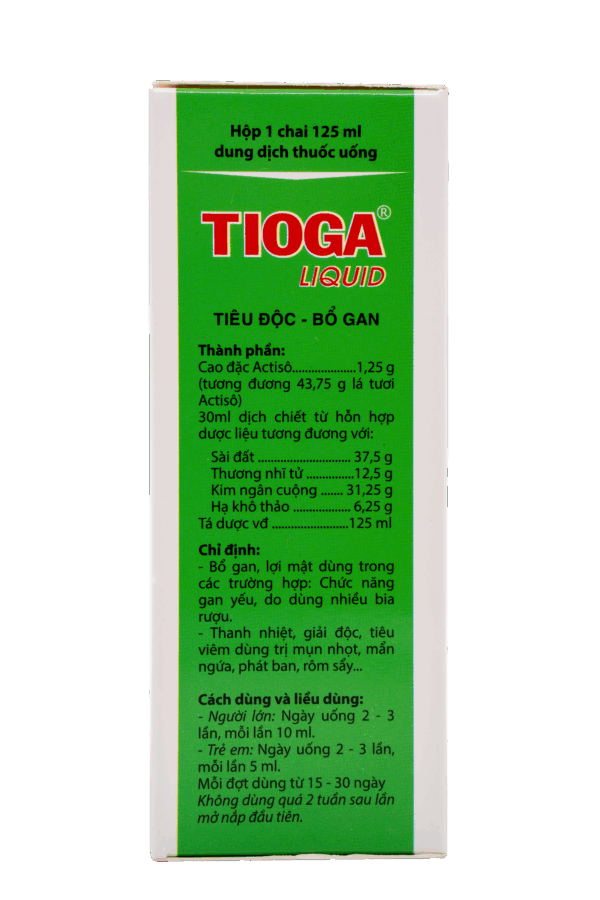 Hộp 1 chai 125 ml
dung dịch thuốc uống
TIOGA®
LIQUID
TIÊU ĐỘC - BỔ GAN
Thành phần:
Cao đặc Actisô....................1,25 g
(tương đương 43,75 g lá tươi
Actisô)
30ml dịch chiết từ hỗn hợp
dược liệu tương đương với:
Sài đất ............................. 37,5 g
Thương nhĩ tử ...............12,5 g
Kim ngân cuộng ....... 31,25 g
Hạ khô thảo .................. 6,25 g
Tá dược vđ ........................125 ml
Chỉ định:
- Bổ gan, lợi mật dùng trong
các trường hợp: Chức năng
gan yếu, do dùng nhiều bia
rượu.
- Thanh nhiệt, giải độc, tiêu
viêm dùng trị mụn nhọt, mẩn
ngứa, phát ban, rôm sẩy...
Cách dùng và liều dùng:
- Người lớn: Ngày uống 2 - 3
lần, mỗi lần 10 ml.
- Trẻ em: Ngày uống 2 - 3 lần,
mỗi lần 5 ml.
Mỗi đợt dùng từ 15 - 30 ngày
Không dùng quá 2 tuần sau lần
mở nắp đầu tiên.